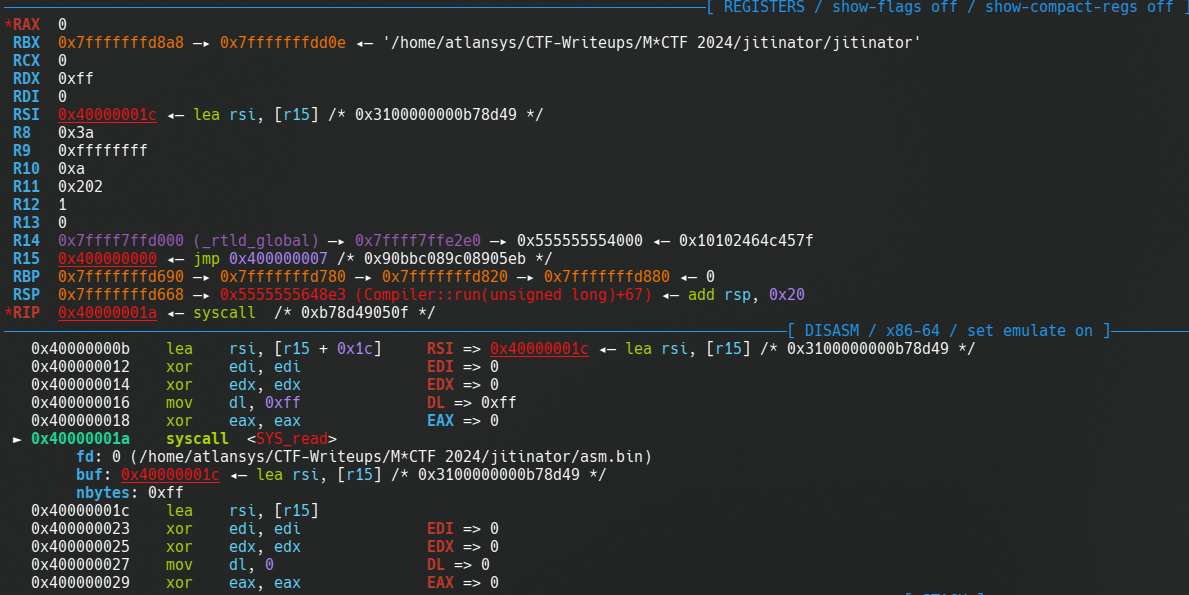 [ REGISTERS / show-flags off / show-compact-regs off ]
*RAX 0
RBX 0x7fffffffd8a8 —▸ 0x7fffffffdd0e ◂— '/home/atlansys/CTF-Writeups/M*CTF 2024/jitinator/jitinator'
RCX 0
RDX 0xff
RDI 0
RSI 0x40000001c ◂— lea rsi, [r15] /* 0x3100000000b78d49 */
R8 0x3a
R9 0xffffffff
R10 0xa
R11 0x202
R12 1
R13 0
R14 0x7ffff7ffd000 (_rtld_global) —▸ 0x7ffff7ffe2e0 —▸ 0x555555554000 ◂— 0x10102464c457f
R15 0x400000000 ◂— jmp 0x400000007 /* 0x90bbc089c08905eb */
RBP 0x7fffffffd690 —▸ 0x7fffffffd780 —▸ 0x7fffffffd820 —▸ 0x7fffffffd880 ◂— 0
RSP 0x7fffffffd668 —▸ 0x5555555648e3 (Compiler::run(unsigned long)+67) ◂— add rsp, 0x20
*RIP 0x40000001a ◂— syscall /* 0xb78d49050f */
[ DISASM / x86-64 / set emulate on ]
0x40000000b lea rsi, [r15 + 0x1c] RSI => 0x40000001c ◂— lea rsi, [r15] /* 0x3100000000b78d49 */
0x400000012 xor edi, edi EDI => 0
0x400000014 xor edx, edx EDX => 0
0x400000016 mov dl, 0xff DL => 0xff
0x400000018 xor eax, eax EAX => 0
► 0x40000001a syscall <SYS_read>
fd: 0 (/home/atlansys/CTF-Writeups/M*CTF 2024/jitinator/asm.bin)
buf: 0x40000001c ◂— lea rsi, [r15] /* 0x3100000000b78d49 */
nbytes: 0xff
0x40000001c lea rsi, [r15]
0x400000023 xor edi, edi EDI => 0
0x400000025 xor edx, edx EDX => 0
0x400000027 mov dl, 0 DL => 0
0x400000029 xor eax, eax EAX => 0